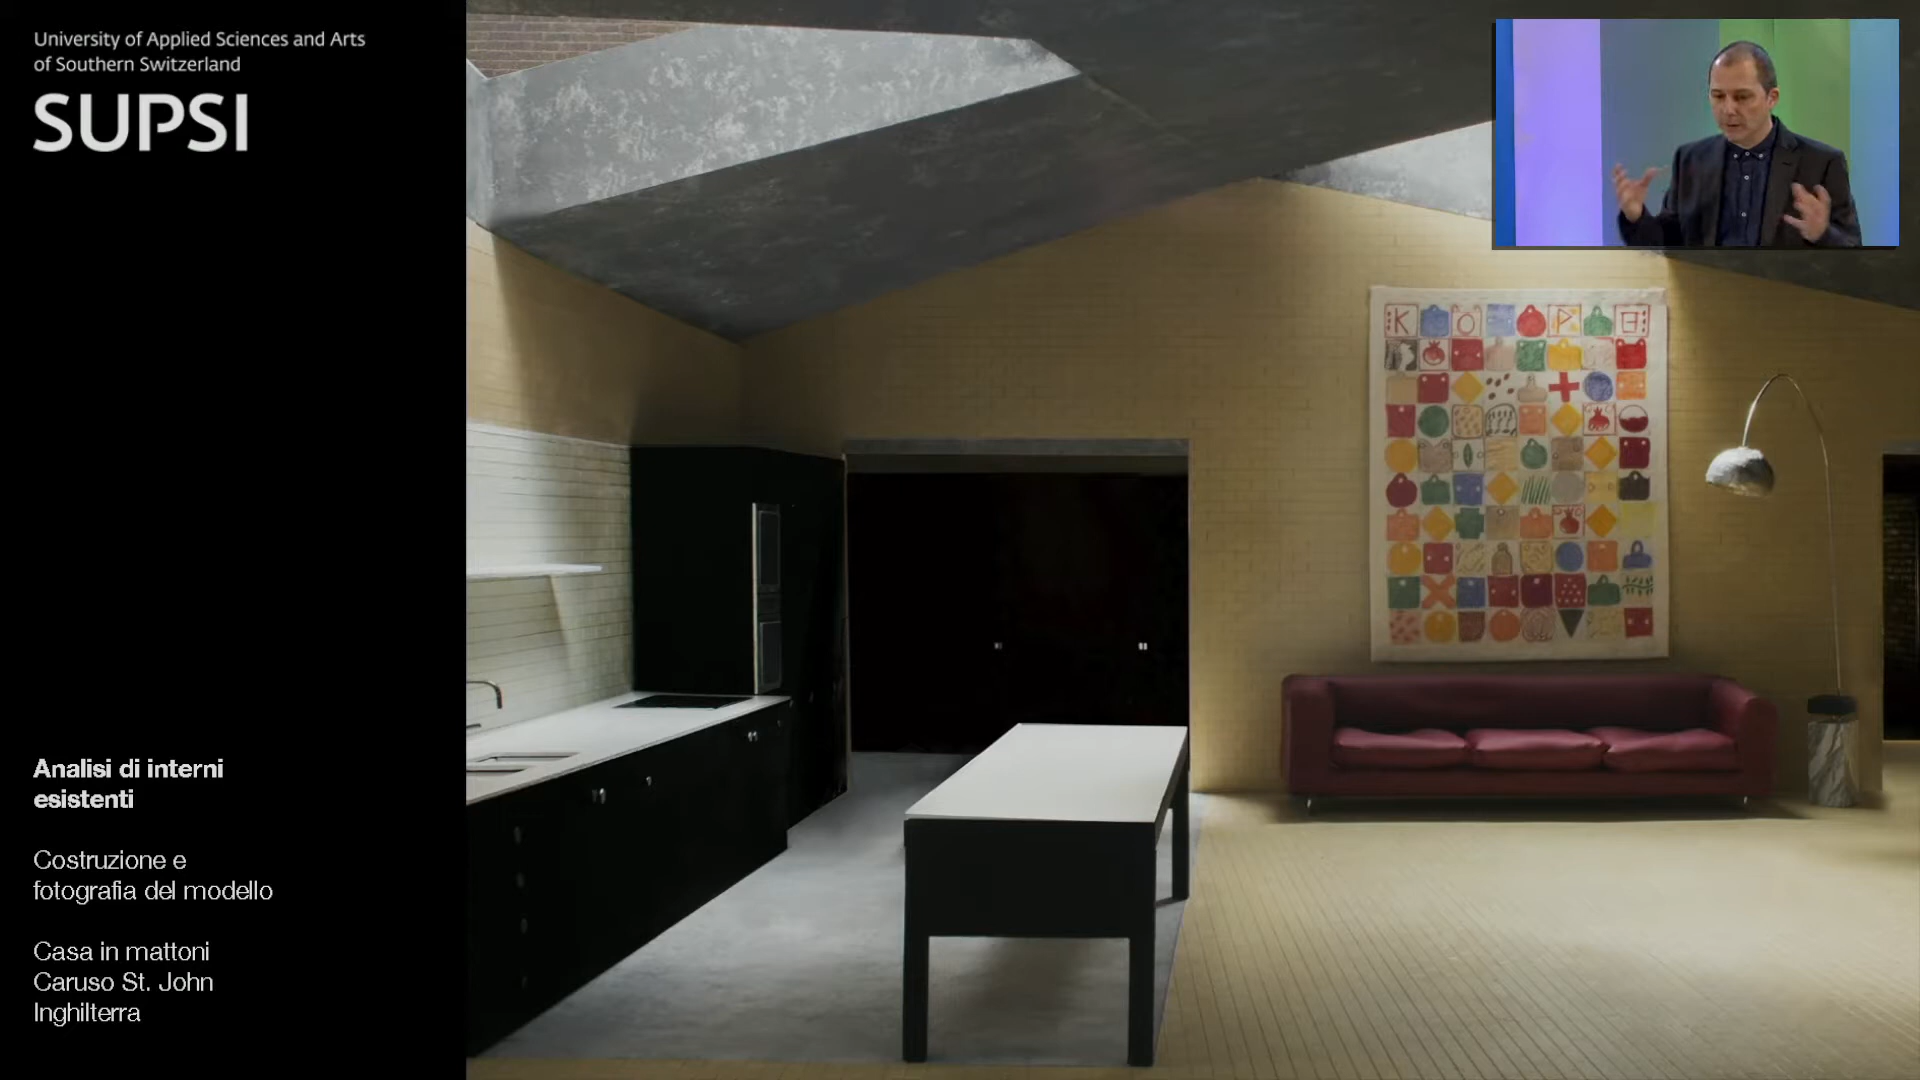 University of Applied Sciences and Arts
of Southern Switzerland
SUPSI
K O P E
Analisi di interni
esistenti
Costruzione e
fotografia del modello
Casa in mattoni
Caruso St. John
Inghilterra